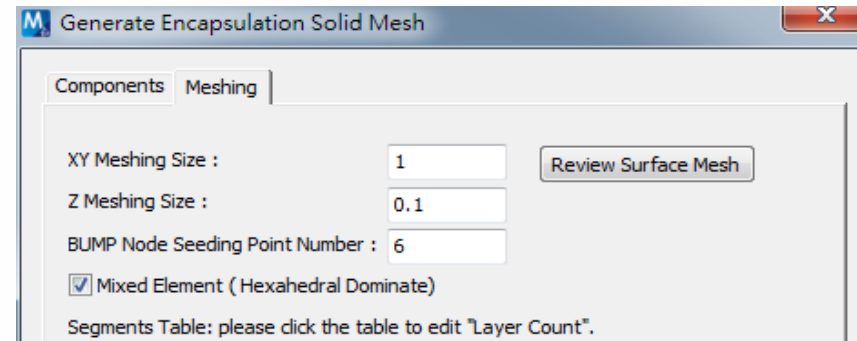 Generate Encapsulation Solid Mesh
Components Meshing
XY Meshing Size : 1 Review Surface Mesh
Z Meshing Size : 0.1
BUMP Node Seeding Point Number : 6
Mixed Element ( Hexahedral Dominate)
Segments Table: please click the table to edit "Layer Count".